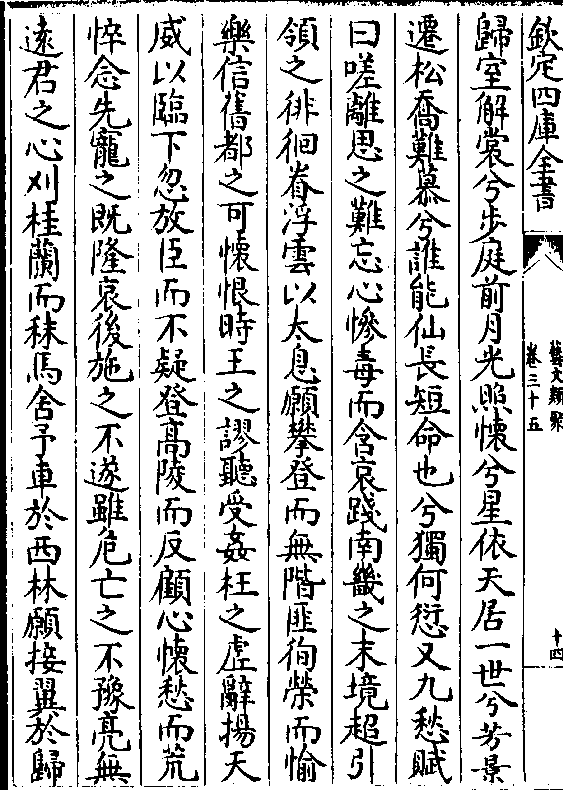 欽定四庫全書
藝文類聚
卷三十五
十四
歸室解裳兮步庭前月光照懷兮星依天居一世兮芳景
遷松喬難慕兮誰能仙長短命也兮獨何愆又九愁賦
曰嗟離思之難忘心慘毒而含哀踐南畿之末境超引
領之徘徊眷浮雲以太息願攀登而無階匪徇榮而愉
樂信舊都之可懐恨時王之謬聽受姦枉之虛辭揚天
威以臨下忽放臣而不疑登高陵而反顧心懐愁而荒
悴念先寵之既隆哀後施之不遂雖危亡之不豫亮無
遠君之心刈桂蘭而秣馬舍予車於西林願接翼於歸